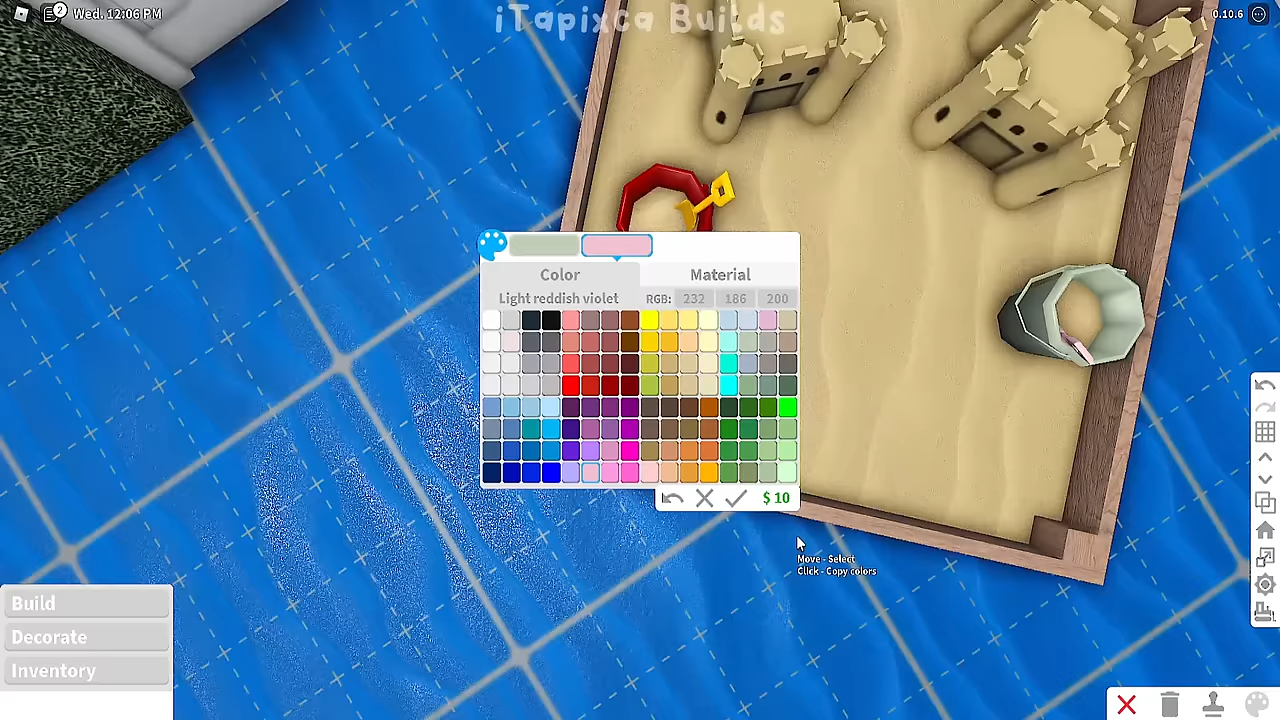 2
Wed. 12:06 PM
iTapixca Builds
0.10.6
Color
Material
Light reddish violet
RGB: 232 186 200
$ 10
Move - Select
Click - Copy colors
Build
Decorate
Inventory